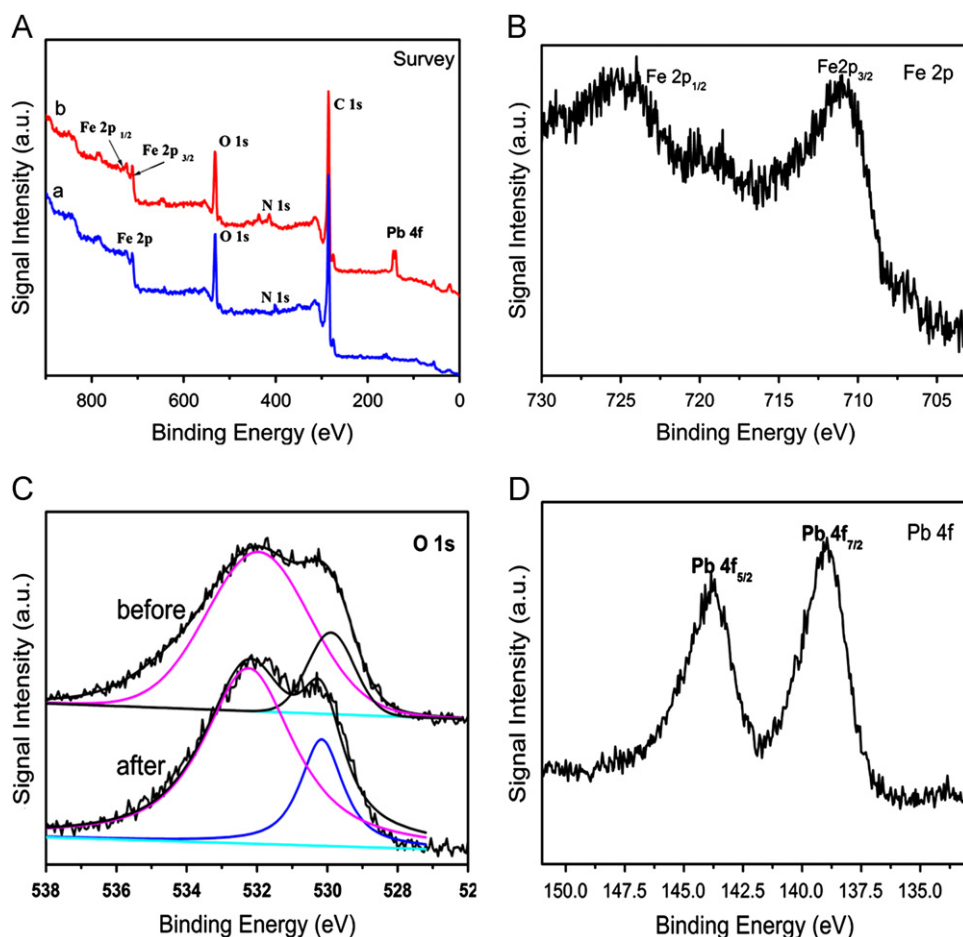 A
Survey
C 1s
b
Fe 2p 1/2
Fe 2p 3/2
O 1s
N 1s
Pb 4f
a
Fe 2p
O 1s
N 1s
Signal Intensity (a.u.)
800 600 400 200 0
Binding Energy (eV)
B
Fe 2p1/2
Fe2p3/2
Fe 2p
Signal Intensity (a.u.)
730 725 720 715 710 705
Binding Energy (eV)
C
O 1s
before
after
Signal Intensity (a.u.)
538 536 534 532 530 528 52
Binding Energy (eV)
D
Pb 4f5/2
Pb 4f7/2
Pb 4f
Signal Intensity (a.u.)
150.0 147.5 145.0 142.5 140.0 137.5 135.0
Binding Energy (eV)